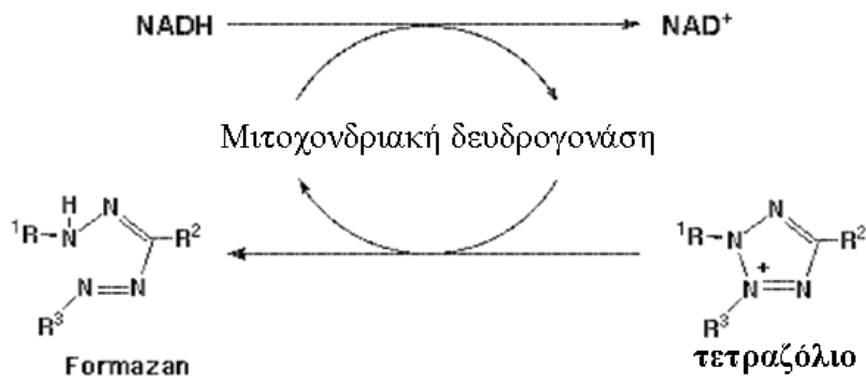 NADH NAD⁺
Μιτοχονδριακή δευδρογονάση
H
N
¹R N R²
N N
R³
Formazan
N
¹R N R²
+
N N
R³
τετραζόλιο